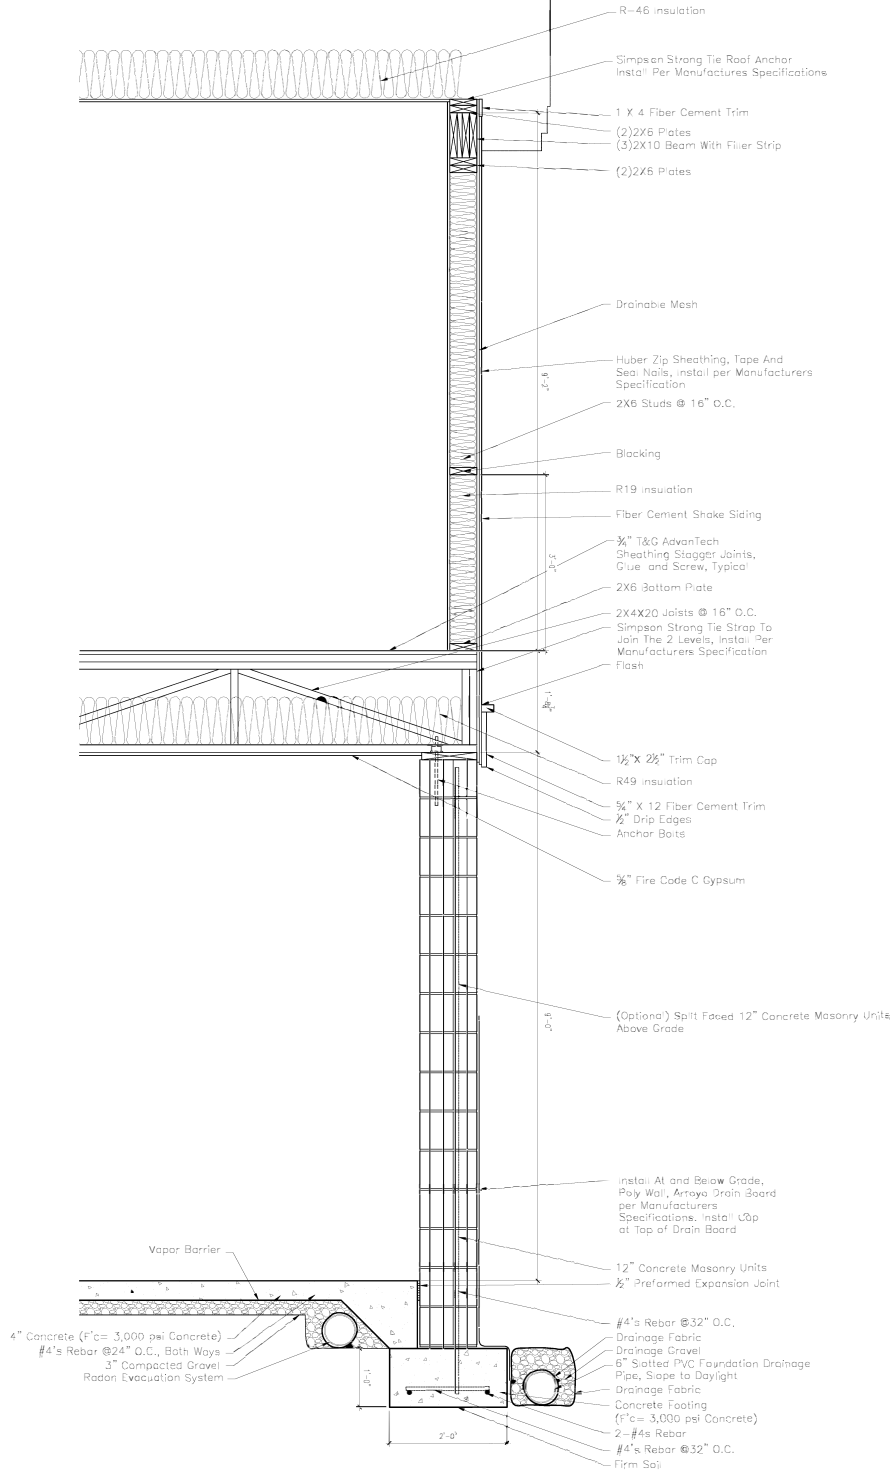 R-46 Insulation
Simpson Strong Tie Roof Anchor
Install Per Manufactures Specifications
1 X 4 Fiber Cement Trim
(2)2X6 Plates
(3)2X10 Beam With Filler Strip
(2)2X6 Plates
Drainable Mesh
Huber Zip Sheathing, Tape And
Seal Nails, Install per Manufacturers
Specification
9'-2"
2X6 Studs @ 16" O.C.
Blocking
R19 Insulation
Fiber Cement Shake Siding
3/4" T&G AdvanTech
Sheathing Stagger Joints,
Glue and Screw, Typical
3'-0"
2X6 Bottom Plate
2X4X20 Joists @ 16" O.C.
Simpson Strong Tie Strap To
Join The 2 Levels, Install Per
Manufacturers Specification
Flash
1½"X 2½" Trim Cap
R49 Insulation
5/4" X 12 Fiber Cement Trim
½" Drip Edges
Anchor Bolts
5/8" Fire Code C Gypsum
(Optional) Split Faced 12" Concrete Masonry Units
Above Grade
9'-0"
Install At and Below Grade,
Poly Wall, Arroyo Drain Board
per Manufacturers
Specifications. Install Cap
at Top of Drain Board
Vapor Barrier
12" Concrete Masonry Units
½" Preformed Expansion Joint
4" Concrete (F'c= 3,000 psi Concrete)
#4's Rebar @24" O.C., Both Ways
3" Compacted Gravel
Radon Evacuation System
#4's Rebar @32" O.C.
Drainage Fabric
Drainage Gravel
6" Slotted PVC Foundation Drainage
Pipe, Slope to Daylight
Drainage Fabric
Concrete Footing
(F'c= 3,000 psi Concrete)
2-#4s Rebar
#4's Rebar @32" O.C.
Firm Soil
1'-0"
2'-0"